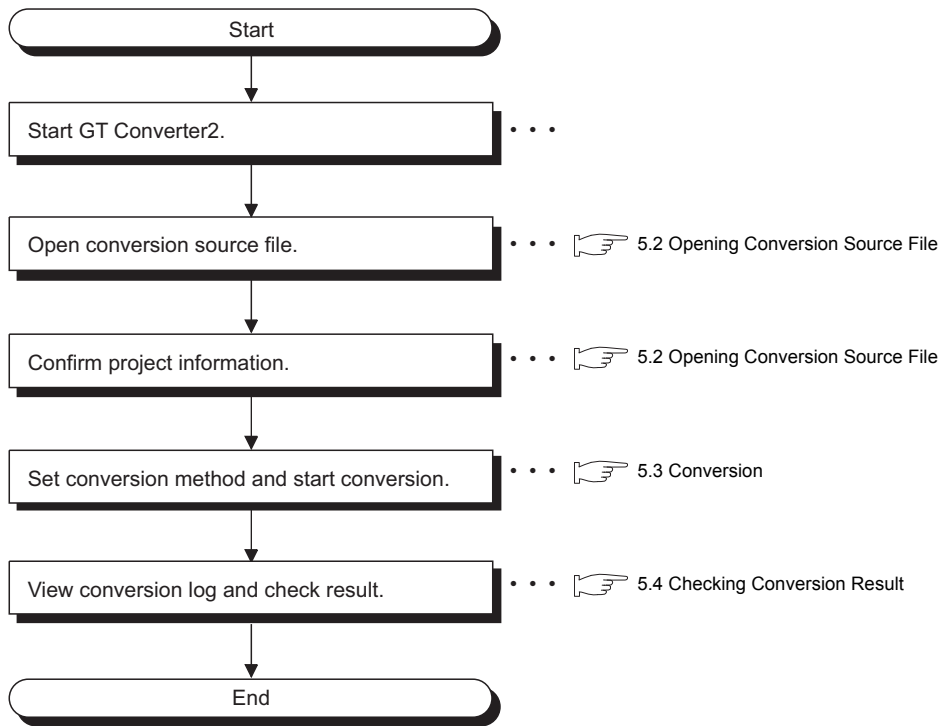 Start
Start GT Converter2. • • •
Open conversion source file. • • • 5.2 Opening Conversion Source File
Confirm project information. • • • 5.2 Opening Conversion Source File
Set conversion method and start conversion. • • • 5.3 Conversion
View conversion log and check result. • • • 5.4 Checking Conversion Result
End